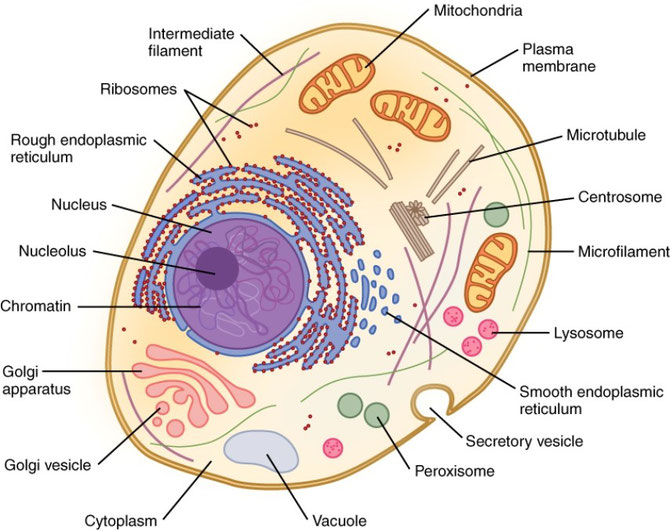 Mitochondria
Intermediate
filament
Plasma
membrane
Ribosomes
Microtubule
Rough endoplasmic
reticulum
Centrosome
Nucleus
Nucleolus
Microfilament
Chromatin
Lysosome
Golgi
apparatus
Smooth endoplasmic
reticulum
Secretory vesicle
Golgi vesicle
Peroxisome
Cytoplasm
Vacuole